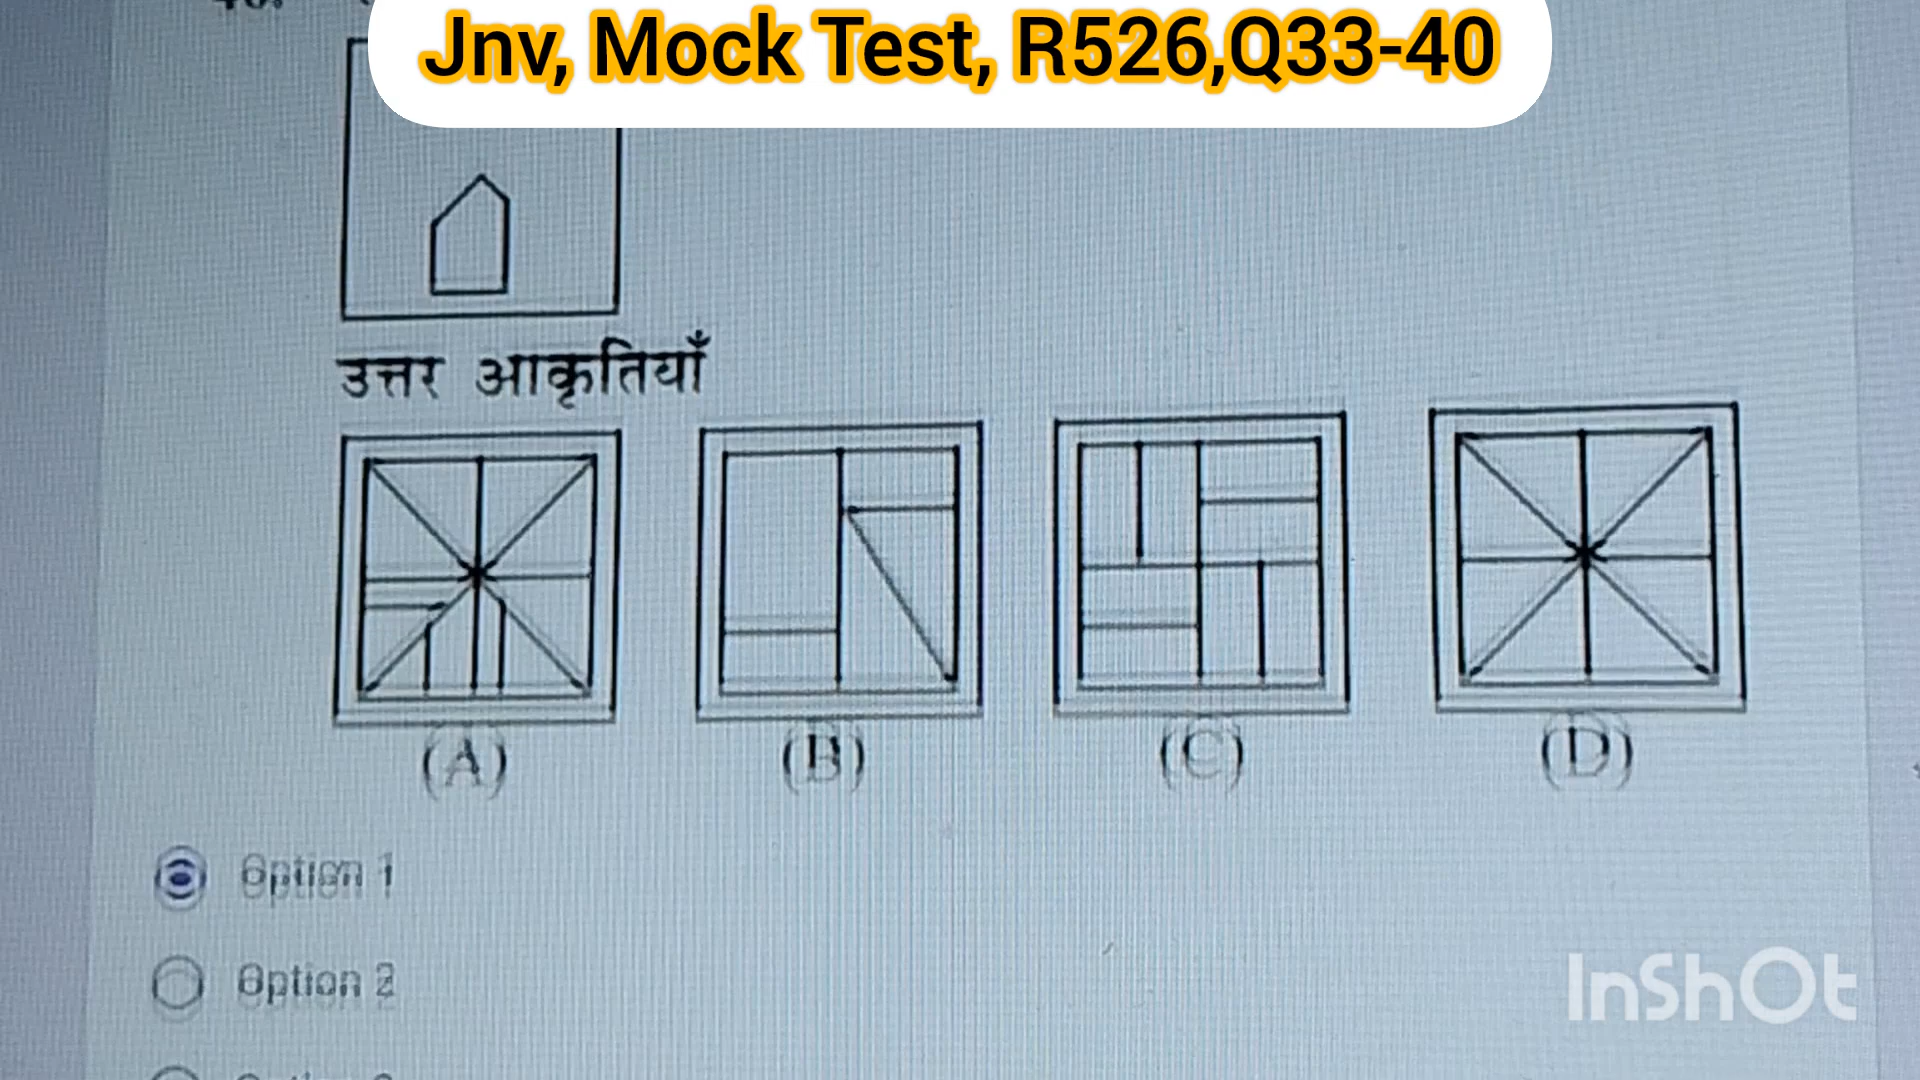 Jnv, Mock Test, R526,Q33-40
उत्तर आकृतियाँ
(A) (B) (C) (D)
Option 1
Option 2
InShOt